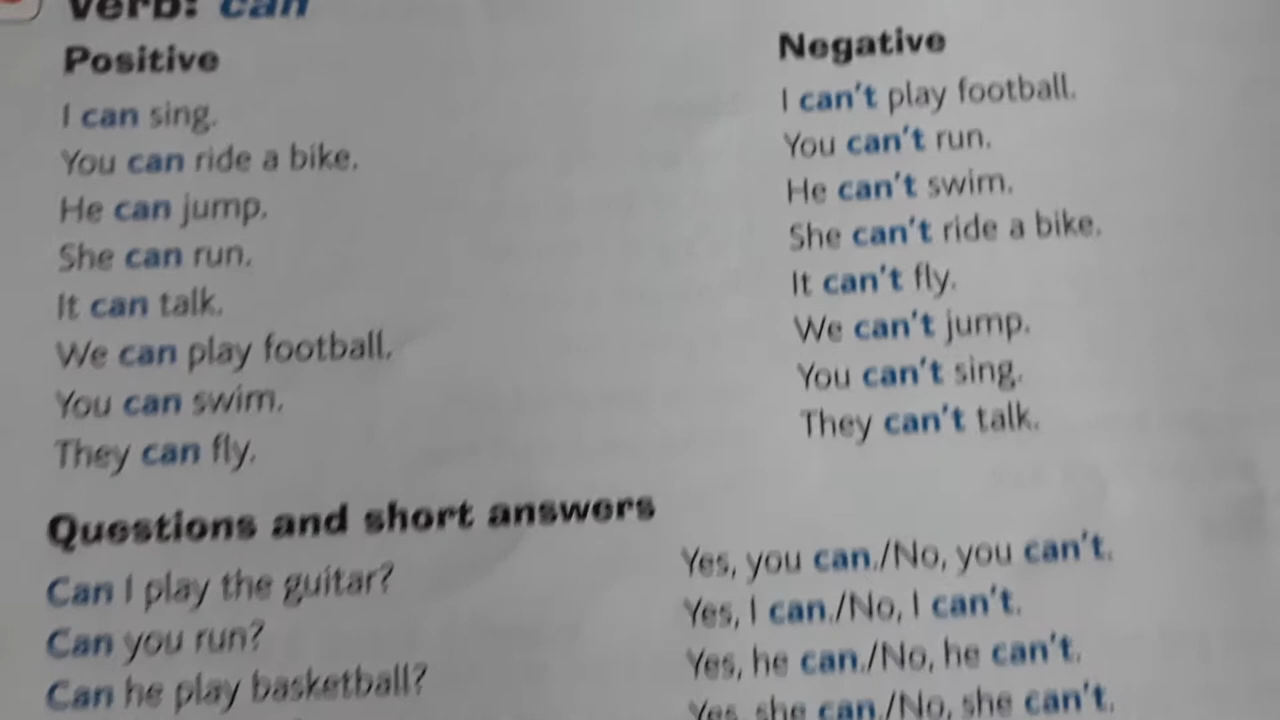 Verb: can
Positive
I can sing.
You can ride a bike.
He can jump.
She can run.
It can talk.
We can play football.
You can swim.
They can fly.
Negative
I can't play football.
You can't run.
He can't swim.
She can't ride a bike.
It can't fly.
We can't jump.
You can't sing.
They can't talk.
Questions and short answers
Can I play the guitar?
Yes, you can./No, you can't.
Can you run?
Yes, I can./No, I can't.
Can he play basketball?
Yes, he can./No, he can't.
Yes, she can./No, she can't.